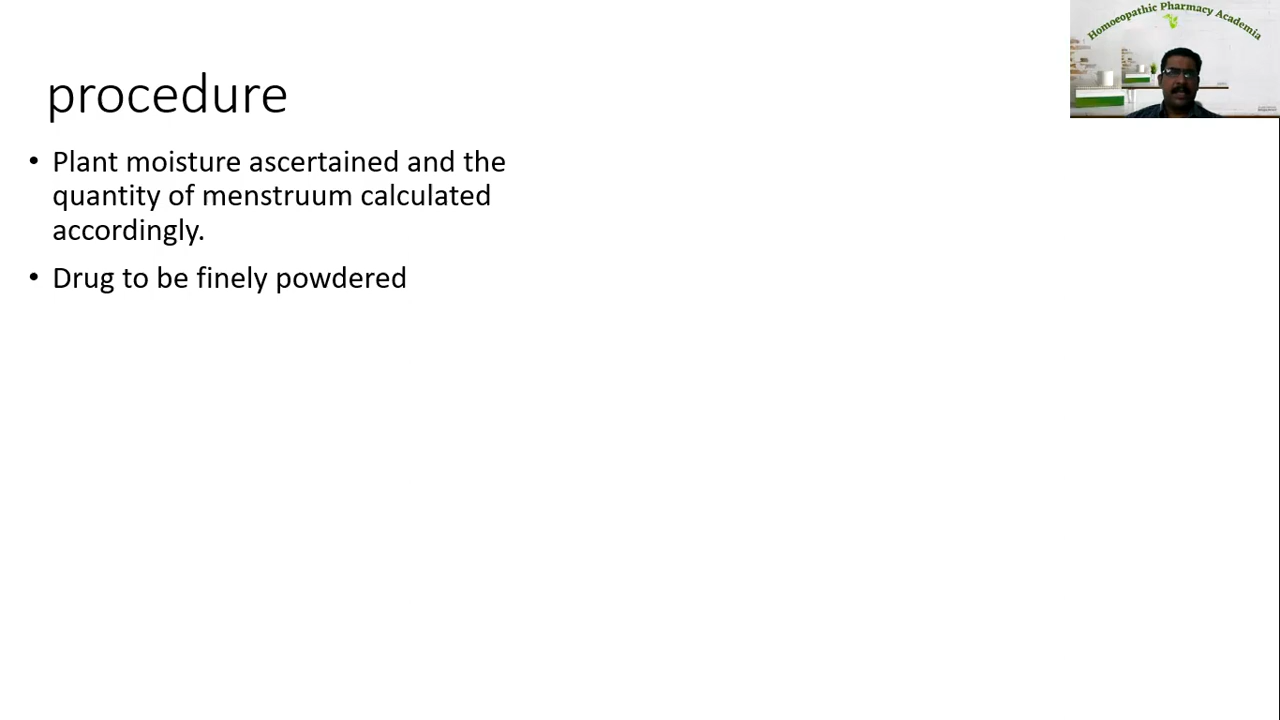 Homoeopathic Pharmacy Academia
procedure
• Plant moisture ascertained and the
quantity of menstruum calculated
accordingly.
• Drug to be finely powdered